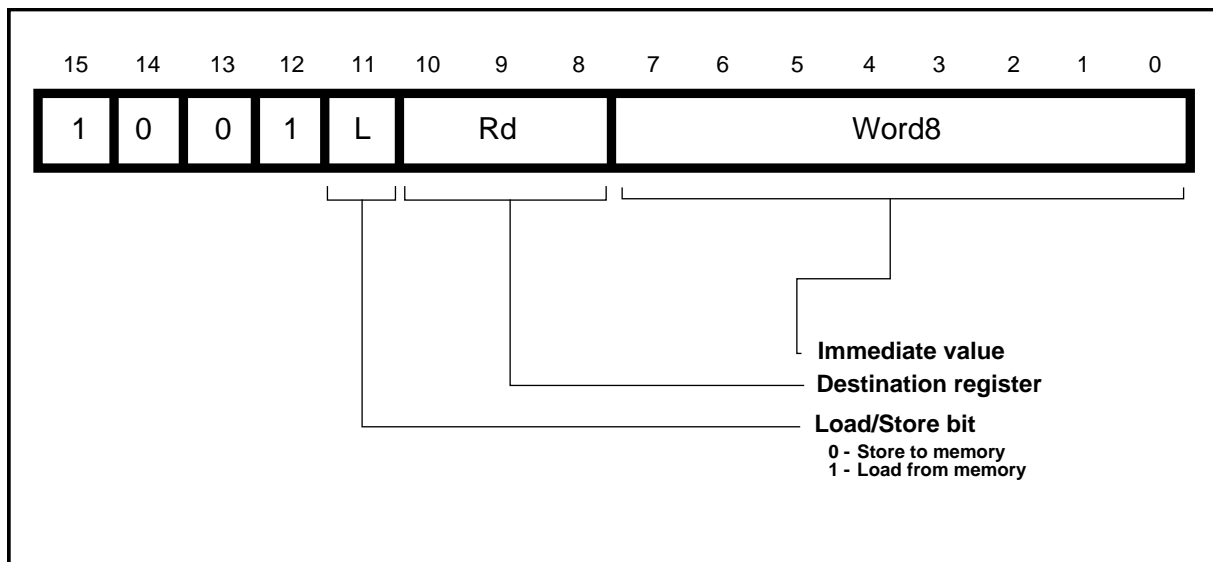 15 14 13 12 11 10 9 8 7 6 5 4 3 2 1 0
1 0 0 1 L Rd Word8
Immediate value
Destination register
Load/Store bit
0 - Store to memory
1 - Load from memory